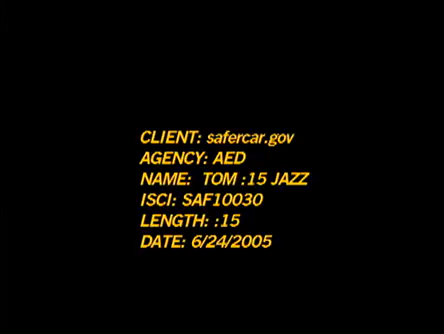 CLIENT: safercar.gov
AGENCY: AED
NAME: TOM :15 JAZZ
ISCI: SAF10030
LENGTH: :15
DATE: 6/24/2005